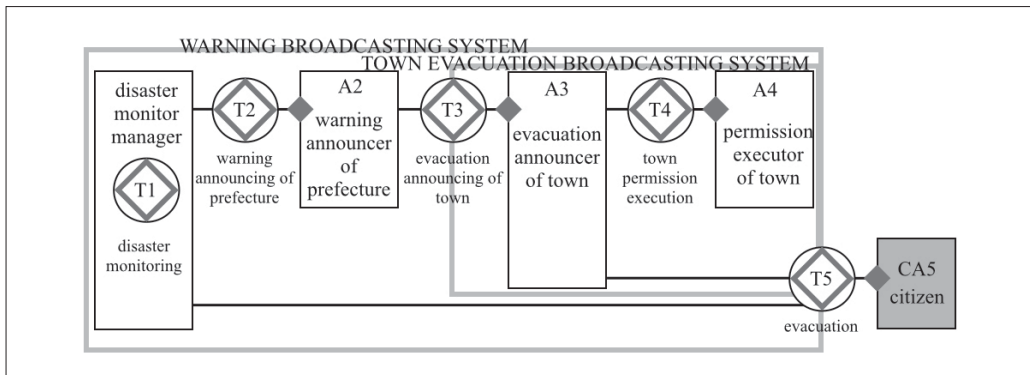 WARNING BROADCASTING SYSTEM
TOWN EVACUATION BROADCASTING SYSTEM
disaster
monitor
manager
T1
disaster
monitoring
T2
warning
announcing of
prefecture
A2
warning
announcer
of
prefecture
T3
evacuation
announcing of
town
A3
evacuation
announcer
of town
T4
town
permission
execution
A4
permission
executor
of town
T5
evacuation
CA5
citizen